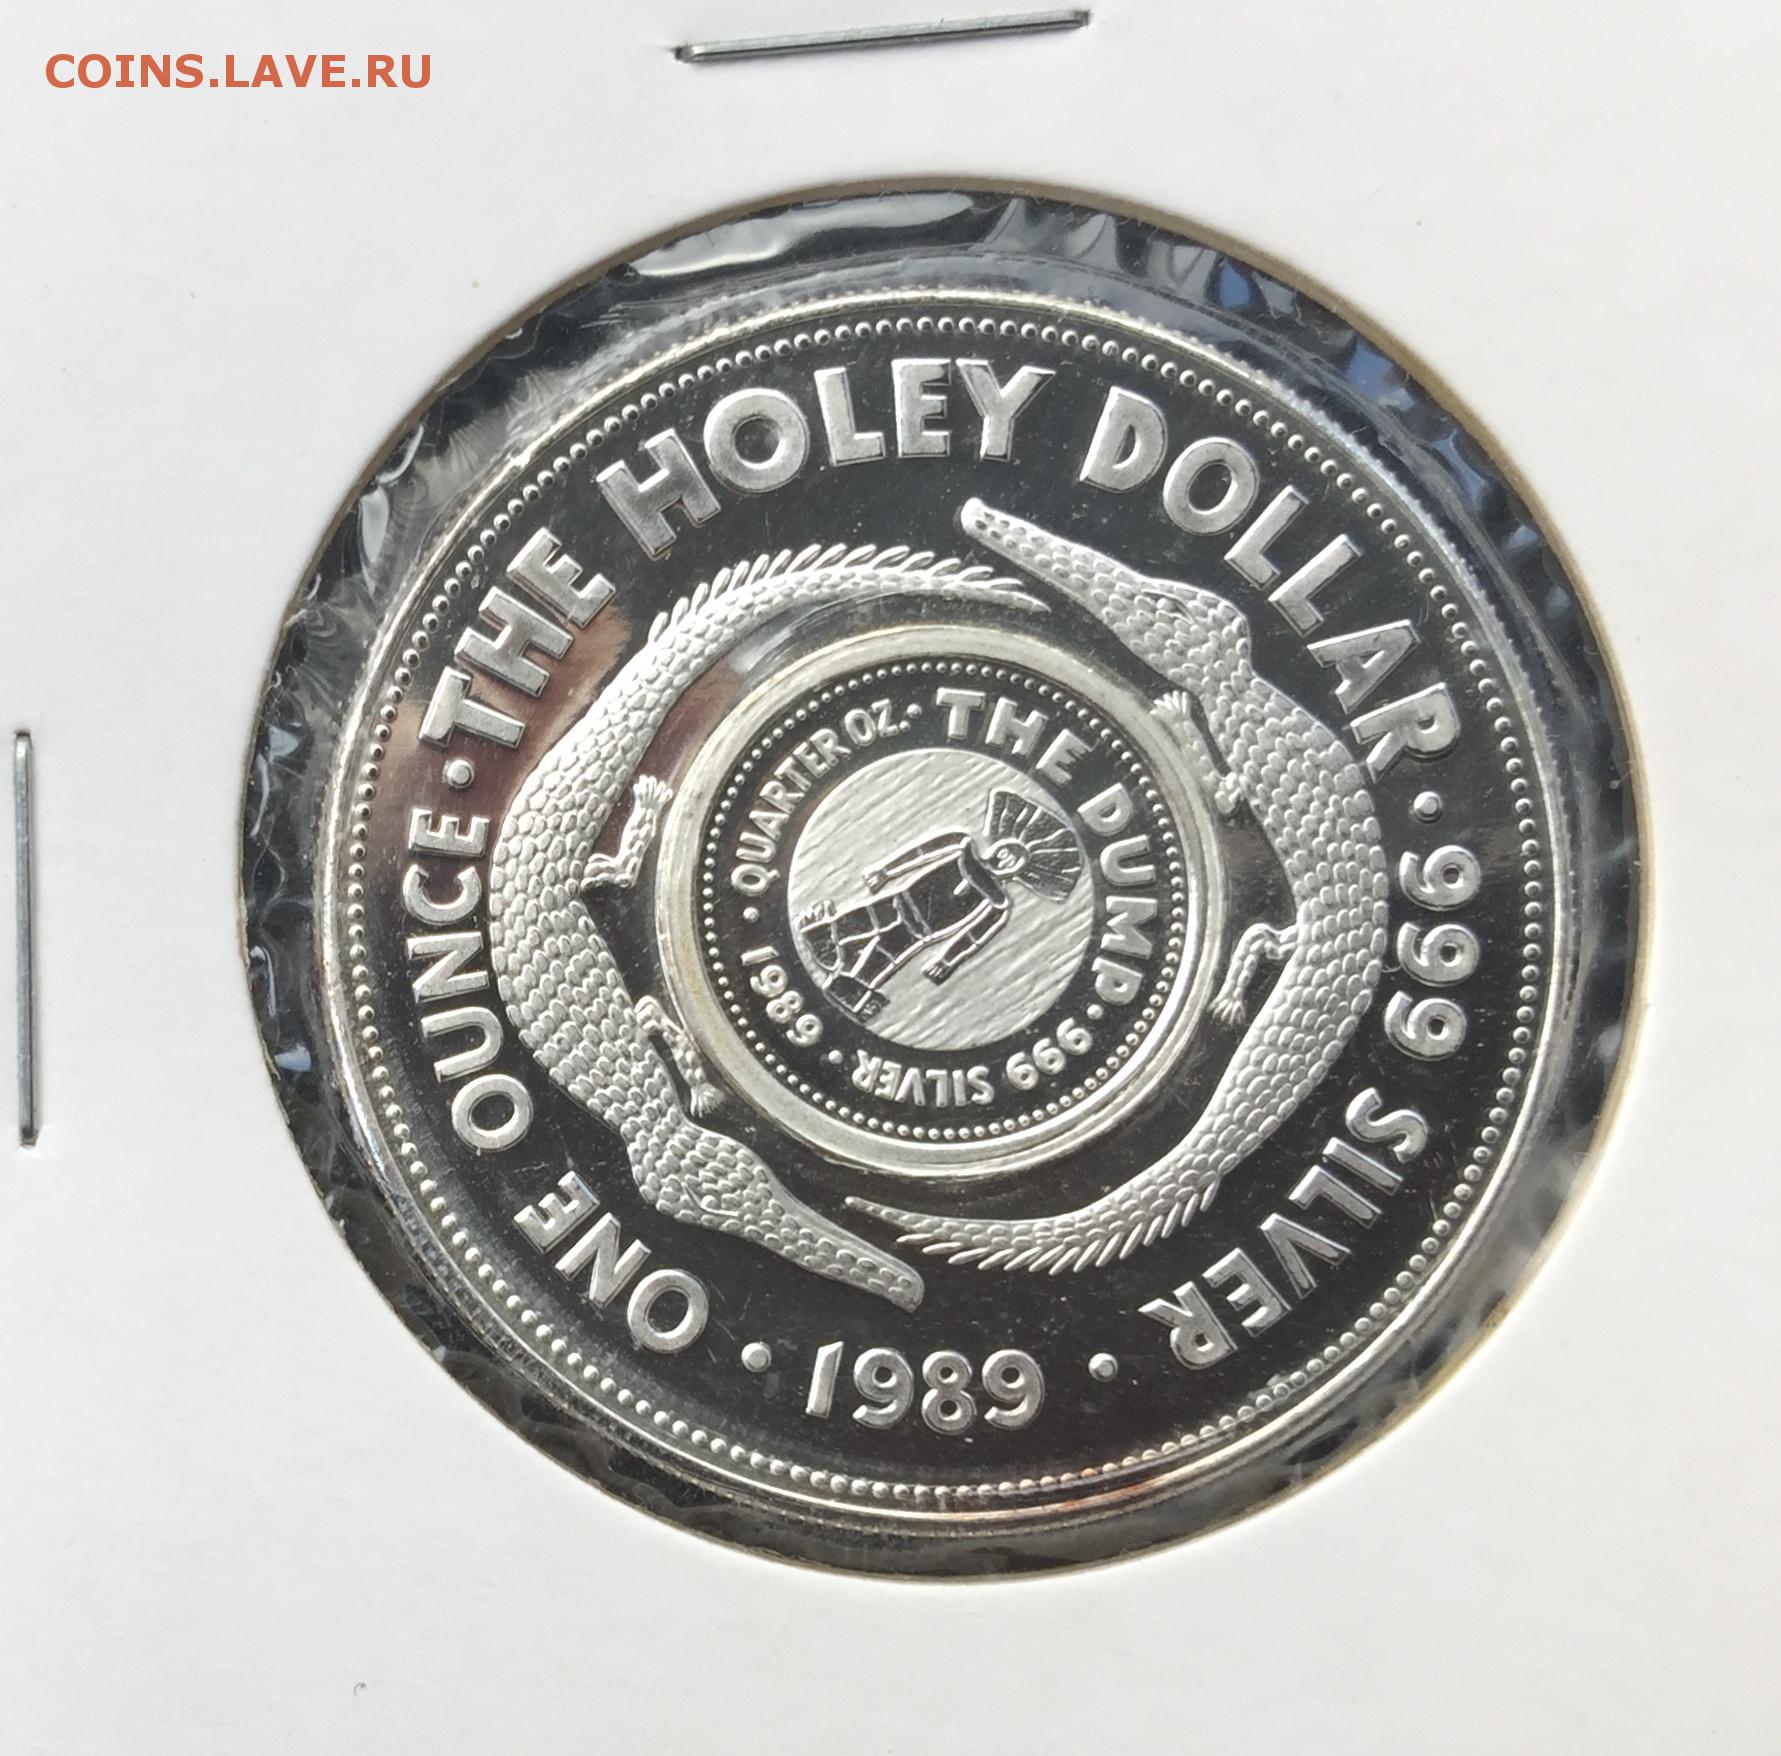 COINS.LAVE.RU
· THE HOLEY DOLLAR · 999 SILVER · 1989 · ONE OUNCE
THE DUMP · 999 SILVER · 1989 · QUARTER OZ. ·